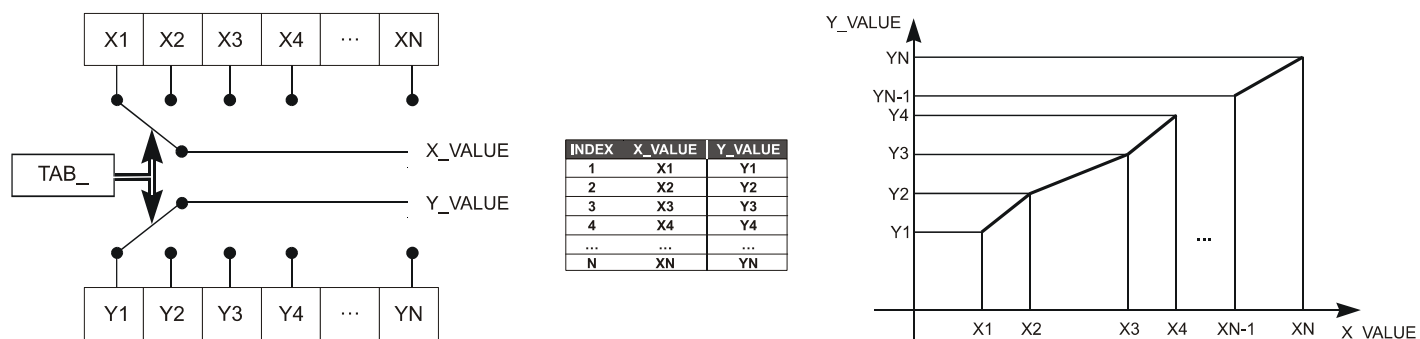 X1 X2 X3 X4 ... XN
X_VALUE
TAB_
Y_VALUE
Y1 Y2 Y3 Y4 ... YN
INDEX X_VALUE Y_VALUE
1 X1 Y1
2 X2 Y2
3 X3 Y3
4 X4 Y4
... ... ...
N XN YN
Y_VALUE
YN
YN-1
Y4
Y3
Y2
Y1
...
X1 X2 X3 X4 XN-1 XN X_VALUE